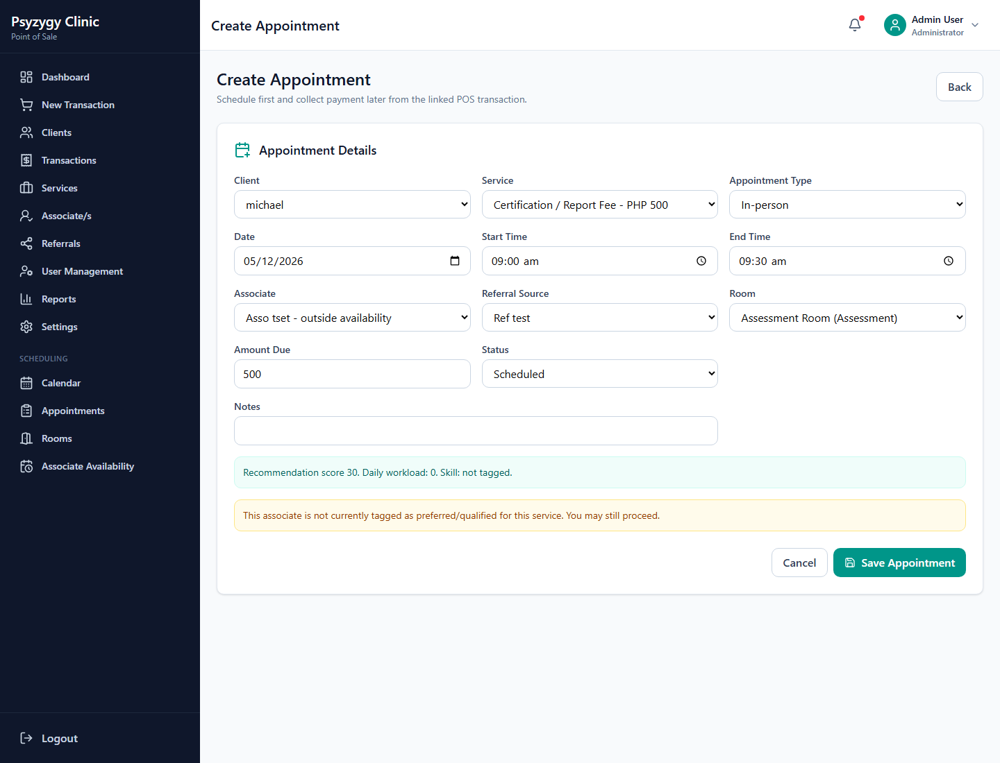 Psyzygy Clinic
Point of Sale
Dashboard
New Transaction
Clients
Transactions
Services
Associate/s
Referrals
User Management
Reports
Settings
SCHEDULING
Calendar
Appointments
Rooms
Associate Availability
Logout
Create Appointment
Admin User
Administrator
Create Appointment
Schedule first and collect payment later from the linked POS transaction.
Back
Appointment Details
Client
Service
Appointment Type
michael
Certification / Report Fee - PHP 500
In-person
Date
Start Time
End Time
05/12/2026
09:00 am
09:30 am
Associate
Referral Source
Room
Asso tset - outside availability
Ref test
Assessment Room (Assessment)
Amount Due
Status
500
Scheduled
Notes
Recommendation score 30. Daily workload: 0. Skill: not tagged.
This associate is not currently tagged as preferred/qualified for this service. You may still proceed.
Cancel
Save Appointment